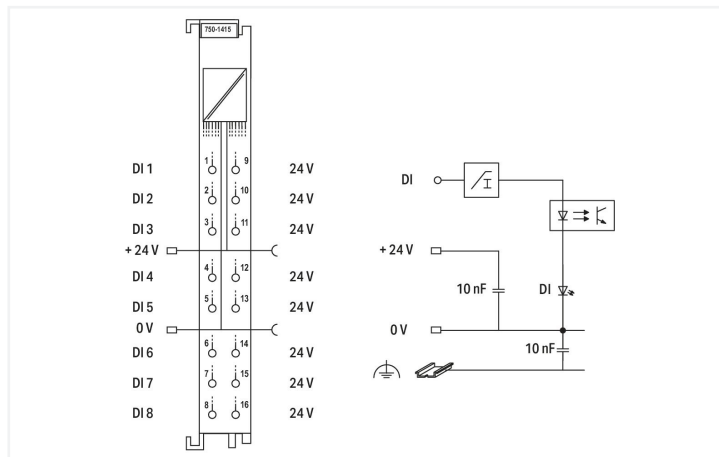 750-1415
DI 1 1 9 24 V
DI 2 2 10 24 V
DI 3 3 11 24 V
+ 24 V
DI 4 4 12 24 V
DI 5 5 13 24 V
0 V
DI 6 6 14 24 V
DI 7 7 15 24 V
DI 8 8 16 24 V
DI I
+ 24 V
10 nF DI
0 V
10 nF